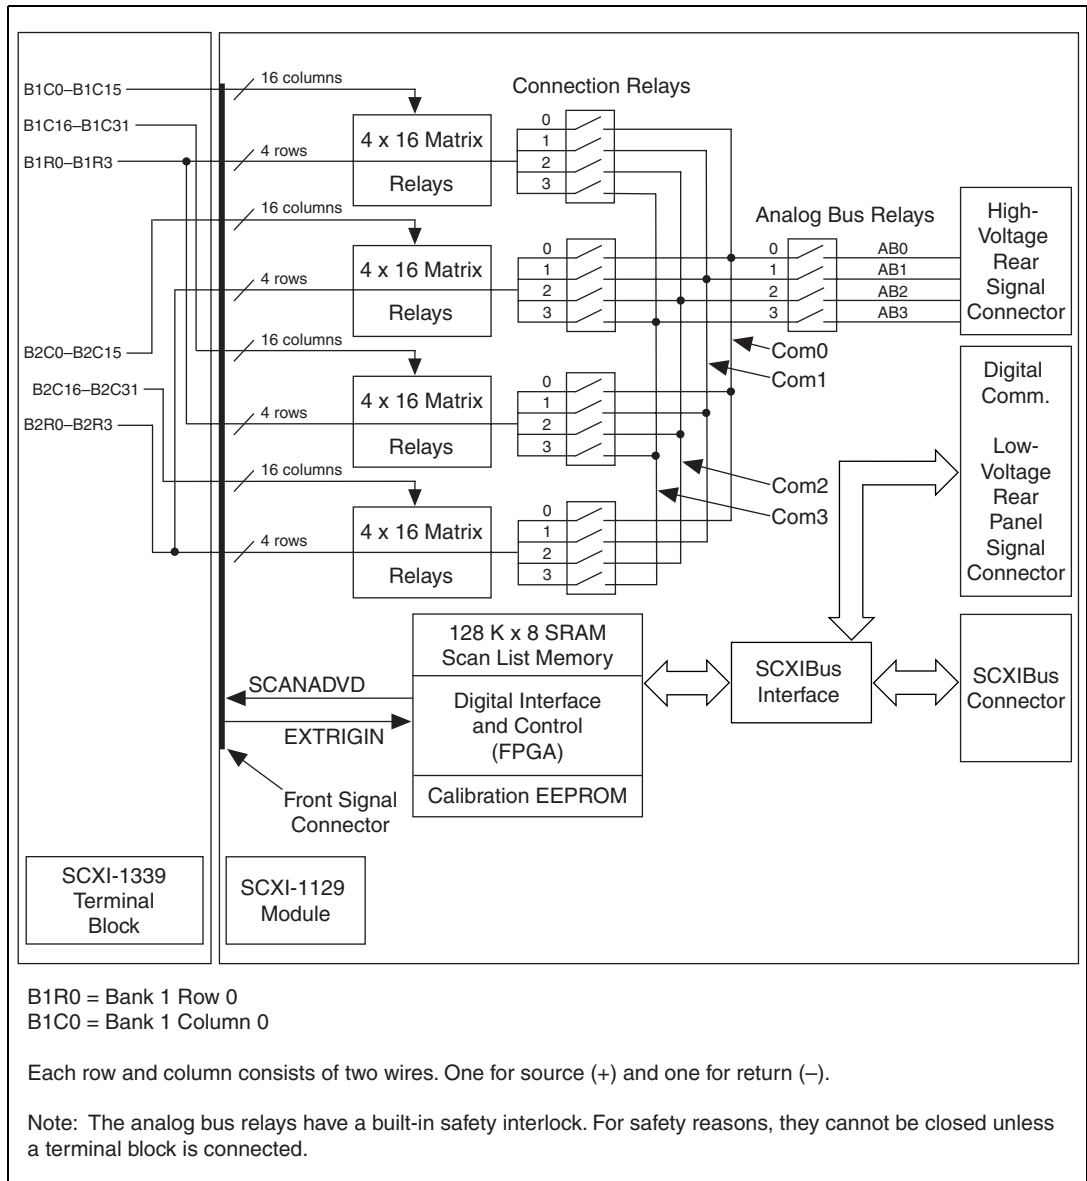 B1C0–B1C15
B1C16–B1C31
B1R0–B1R3
B2C0–B2C15
B2C16–B2C31
B2R0–B2R3
16 columns
4 rows
4 x 16 Matrix
Relays
16 columns
4 rows
4 x 16 Matrix
Relays
16 columns
4 rows
4 x 16 Matrix
Relays
16 columns
4 rows
4 x 16 Matrix
Relays
Connection Relays
0
1
2
3
0
1
2
3
0
1
2
3
0
1
2
3
Analog Bus Relays
0
1
2
3
AB0
AB1
AB2
AB3
Com0
Com1
Com2
Com3
High-
Voltage
Rear
Signal
Connector
Digital
Comm.
Low-
Voltage
Rear
Panel
Signal
Connector
SCXIBus
Connector
SCXIBus
Interface
128 K x 8 SRAM
Scan List Memory
Digital Interface
and Control
(FPGA)
Calibration EEPROM
SCANADVD
EXTRIGIN
Front Signal
Connector
SCXI-1339
Terminal
Block
SCXI-1129
Module
B1R0 = Bank 1 Row 0
B1C0 = Bank 1 Column 0
Each row and column consists of two wires. One for source (+) and one for return (–).
Note: The analog bus relays have a built-in safety interlock. For safety reasons, they cannot be closed unless
a terminal block is connected.